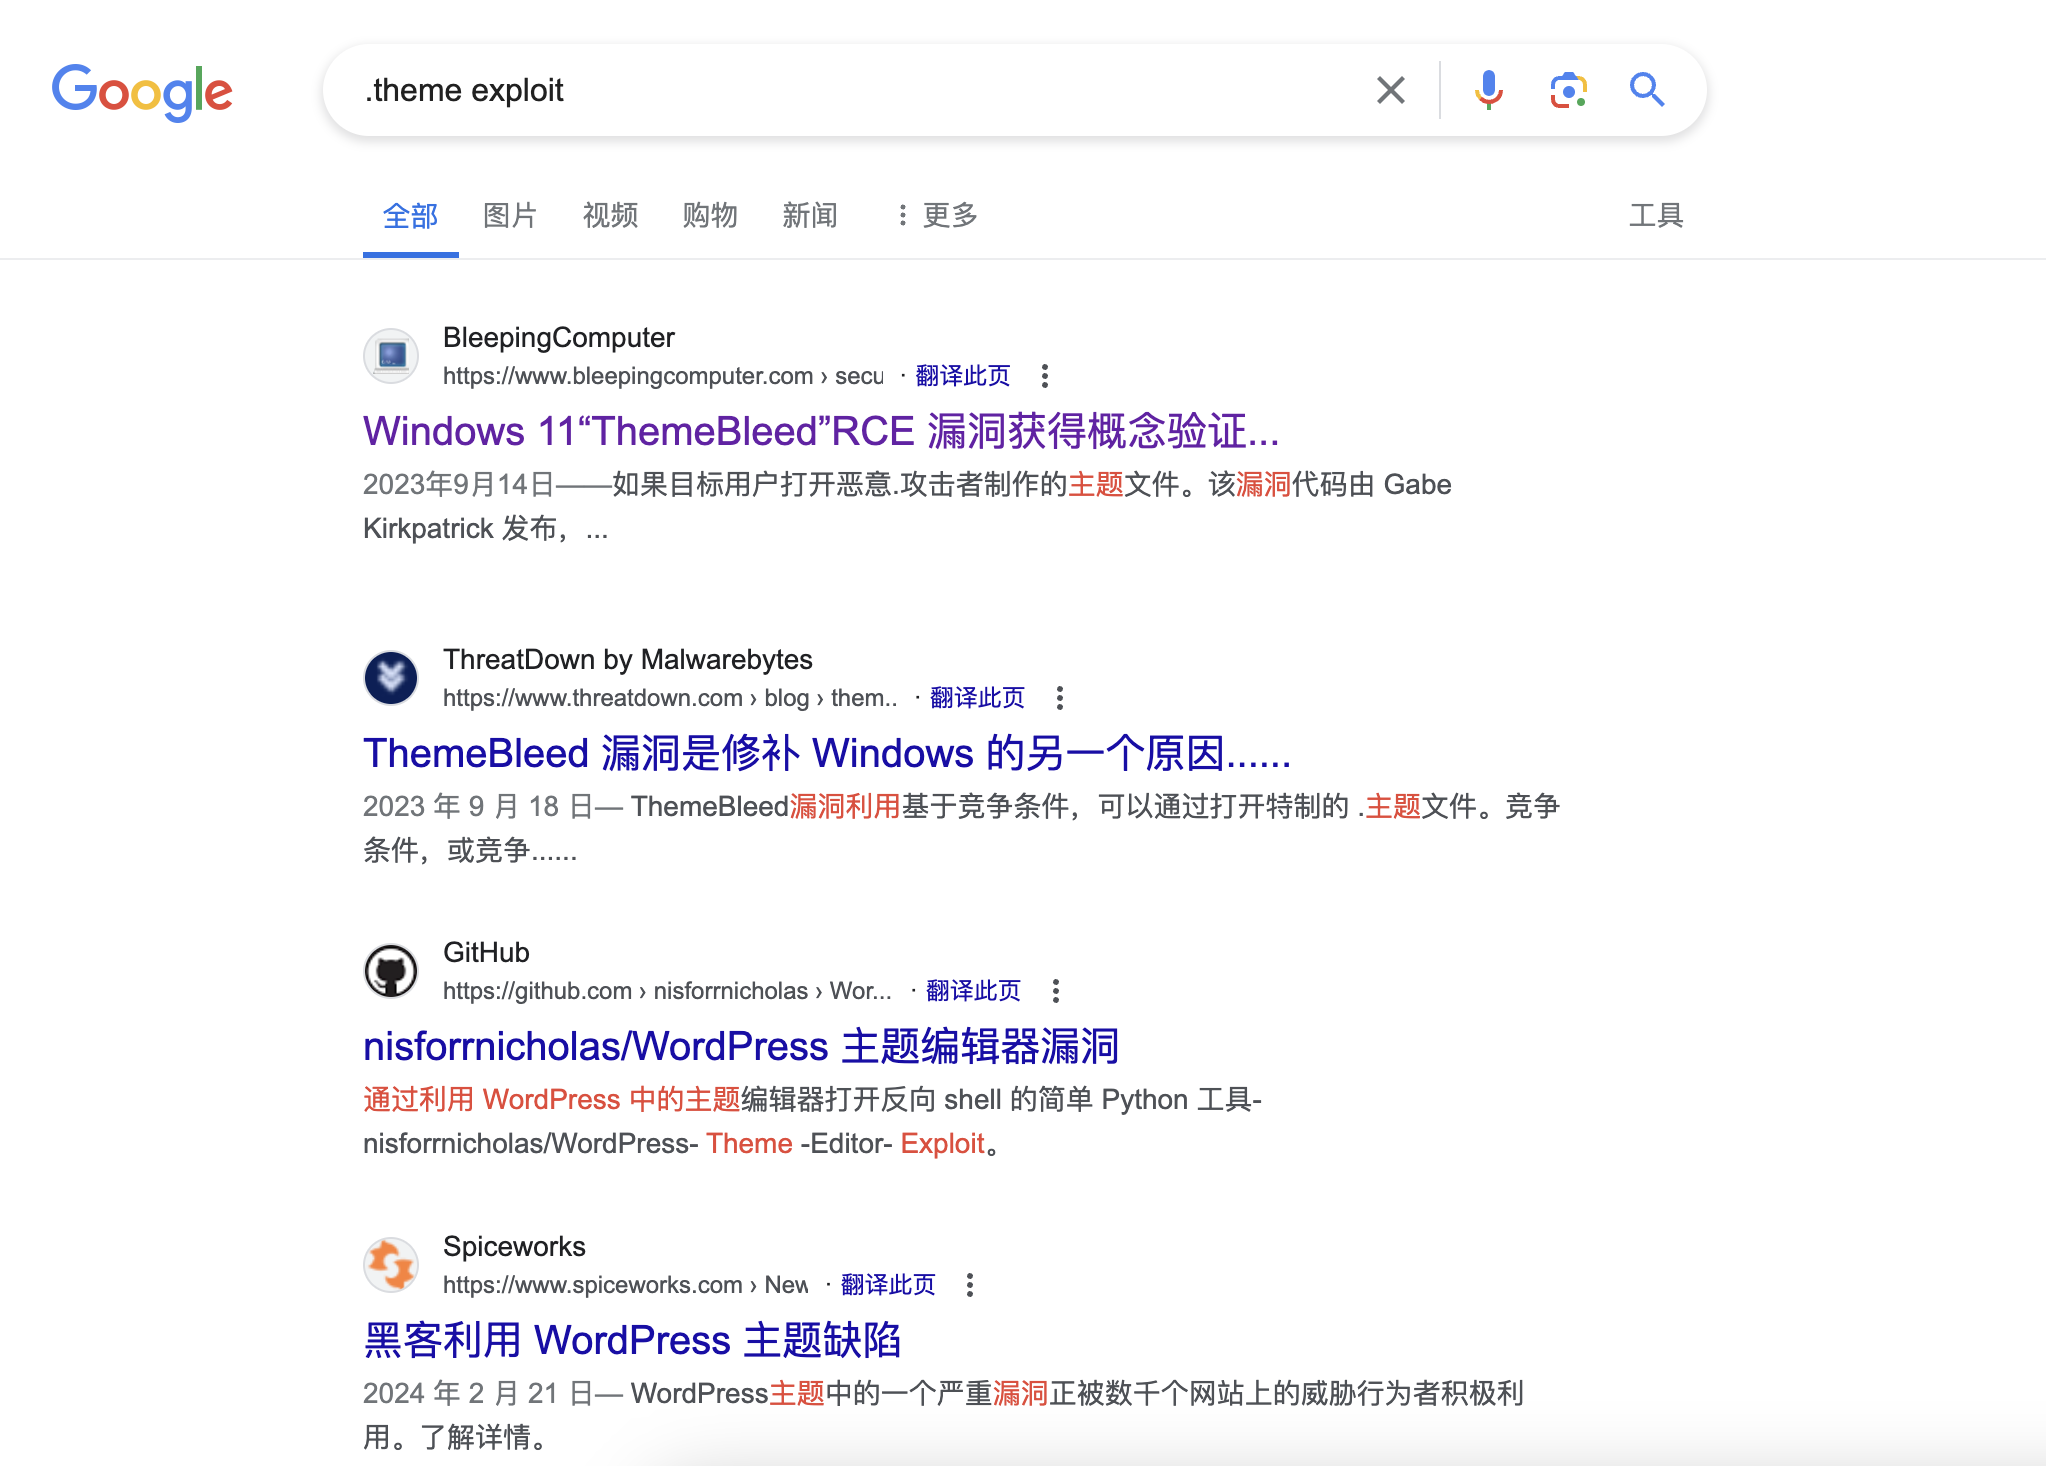 Google
.theme exploit
全部 图片 视频 购物 新闻 更多 工具
BleepingComputer
https://www.bleepingcomputer.com › secu · 翻译此页
Windows 11“ThemeBleed”RCE 漏洞获得概念验证...
2023年9月14日——如果目标用户打开恶意.攻击者制作的主题文件。该漏洞代码由 Gabe
Kirkpatrick 发布，...
ThreatDown by Malwarebytes
https://www.threatdown.com › blog › them.. · 翻译此页
ThemeBleed 漏洞是修补 Windows 的另一个原因......
2023 年 9 月 18 日— ThemeBleed漏洞利用基于竞争条件，可以通过打开特制的 .主题文件。竞争
条件，或竞争......
GitHub
https://github.com › nisforrnicholas › Wor... · 翻译此页
nisforrnicholas/WordPress 主题编辑器漏洞
通过利用 WordPress 中的主题编辑器打开反向 shell 的简单 Python 工具-
nisforrnicholas/WordPress- Theme -Editor- Exploit。
Spiceworks
https://www.spiceworks.com › New · 翻译此页
黑客利用 WordPress 主题缺陷
2024 年 2 月 21 日— WordPress主题中的一个严重漏洞正被数千个网站上的威胁行为者积极利
用。了解详情。